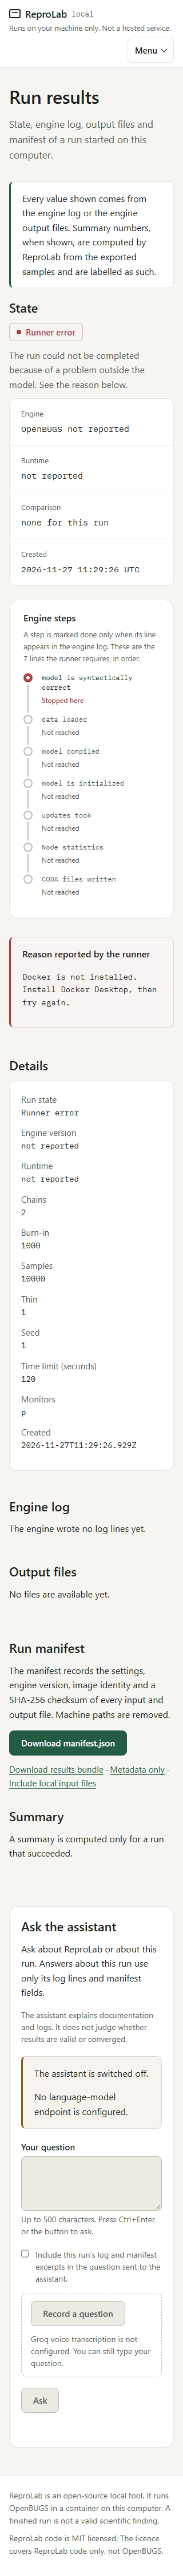 ReproLab local
Runs on your machine only. Not a hosted service.
Menu
Run results
State, engine log, output files and
manifest of a run started on this
computer.
Every value shown comes from
the engine log or the engine
output files. Summary numbers,
when shown, are computed by
ReproLab from the exported
samples and are labelled as such.
State
Runner error
The run could not be completed
because of a problem outside the
model. See the reason below.
Engine
OpenBUGS not reported
Runtime
not reported
Comparison
none for this run
Created
2026-11-27 11:29:26 UTC
Engine steps
A step is marked done only when its line
appears in the engine log. These are the
7 lines the runner requires, in order.
model is syntactically
correct
Stopped here
data loaded
Not reached
model compiled
Not reached
model is initialized
Not reached
updates took
Not reached
Node statistics
Not reached
CODA files written
Not reached
Reason reported by the runner
Docker is not installed.
Install Docker Desktop, then
try again.
Details
Run state
Runner error
Engine version
not reported
Runtime
not reported
Chains
2
Burn-in
1000
Samples
10000
Thin
1
Seed
1
Time limit (seconds)
120
Monitors
p
Created
2026-11-27T11:29:26.929Z
Engine log
The engine wrote no log lines yet.
Output files
No files are available yet.
Run manifest
The manifest records the settings,
engine version, image identity and a
SHA-256 checksum of every input and
output file. Machine paths are removed.
Download manifest.json
Download results bundle · Metadata only ·
Include local input files
Summary
A summary is computed only for a run
that succeeded.
Ask the assistant
Ask about ReproLab or about this
run. Answers about this run use
only its log lines and manifest
fields.
The assistant explains documentation
and logs. It does not judge whether
results are valid or converged.
The assistant is switched off.
No language-model
endpoint is configured.
Your question
Up to 500 characters. Press Ctrl+Enter
or the button to ask.
Include this run's log and manifest
excerpts in the question sent to the
assistant.
Record a question
Groq voice transcription is not
configured. You can still type your
question.
Ask
ReproLab is an open-source local tool. It runs
OpenBUGS in a container on this computer. A
finished run is not a valid scientific finding.
ReproLab code is MIT licensed. The licence
covers ReproLab code only, not OpenBUGS.